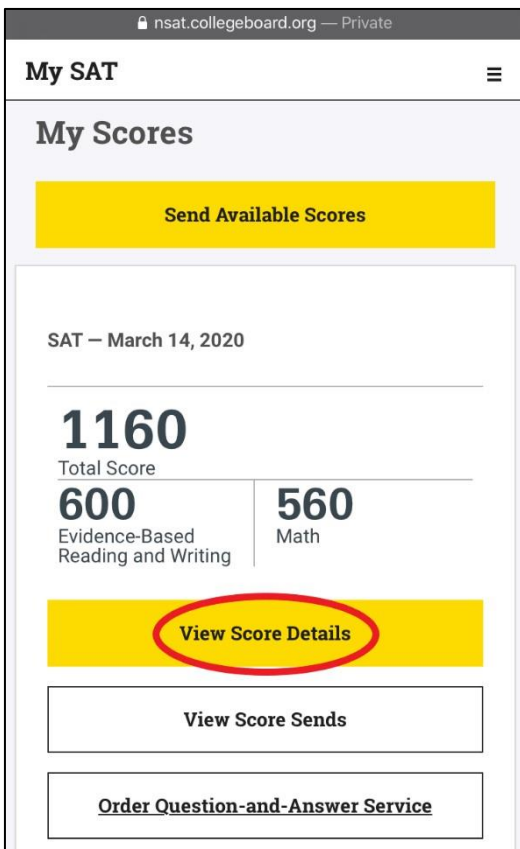 nsat.collegeboard.org — Private
My SAT
My Scores
Send Available Scores
SAT — March 14, 2020
1160
Total Score
600
Evidence-Based
Reading and Writing
560
Math
View Score Details
View Score Sends
Order Question-and-Answer Service